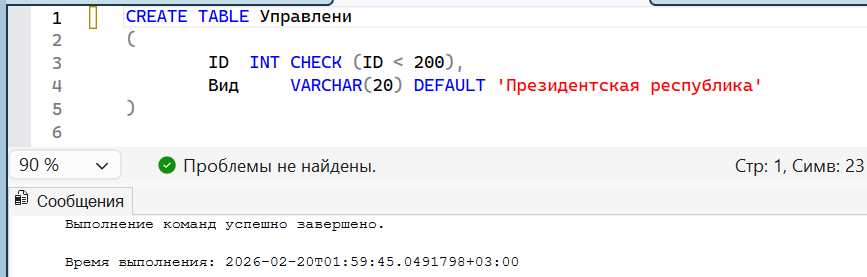 1 CREATE TABLE Управлени
2 (
3 ID INT CHECK (ID < 200),
4 Вид VARCHAR(20) DEFAULT 'Президентская республика'
5 )
6
90 % Проблемы не найдены. Стр: 1, Симв: 23
Сообщения
Выполнение команд успешно завершено.
Время выполнения: 2026-02-20T01:59:45.0491798+03:00